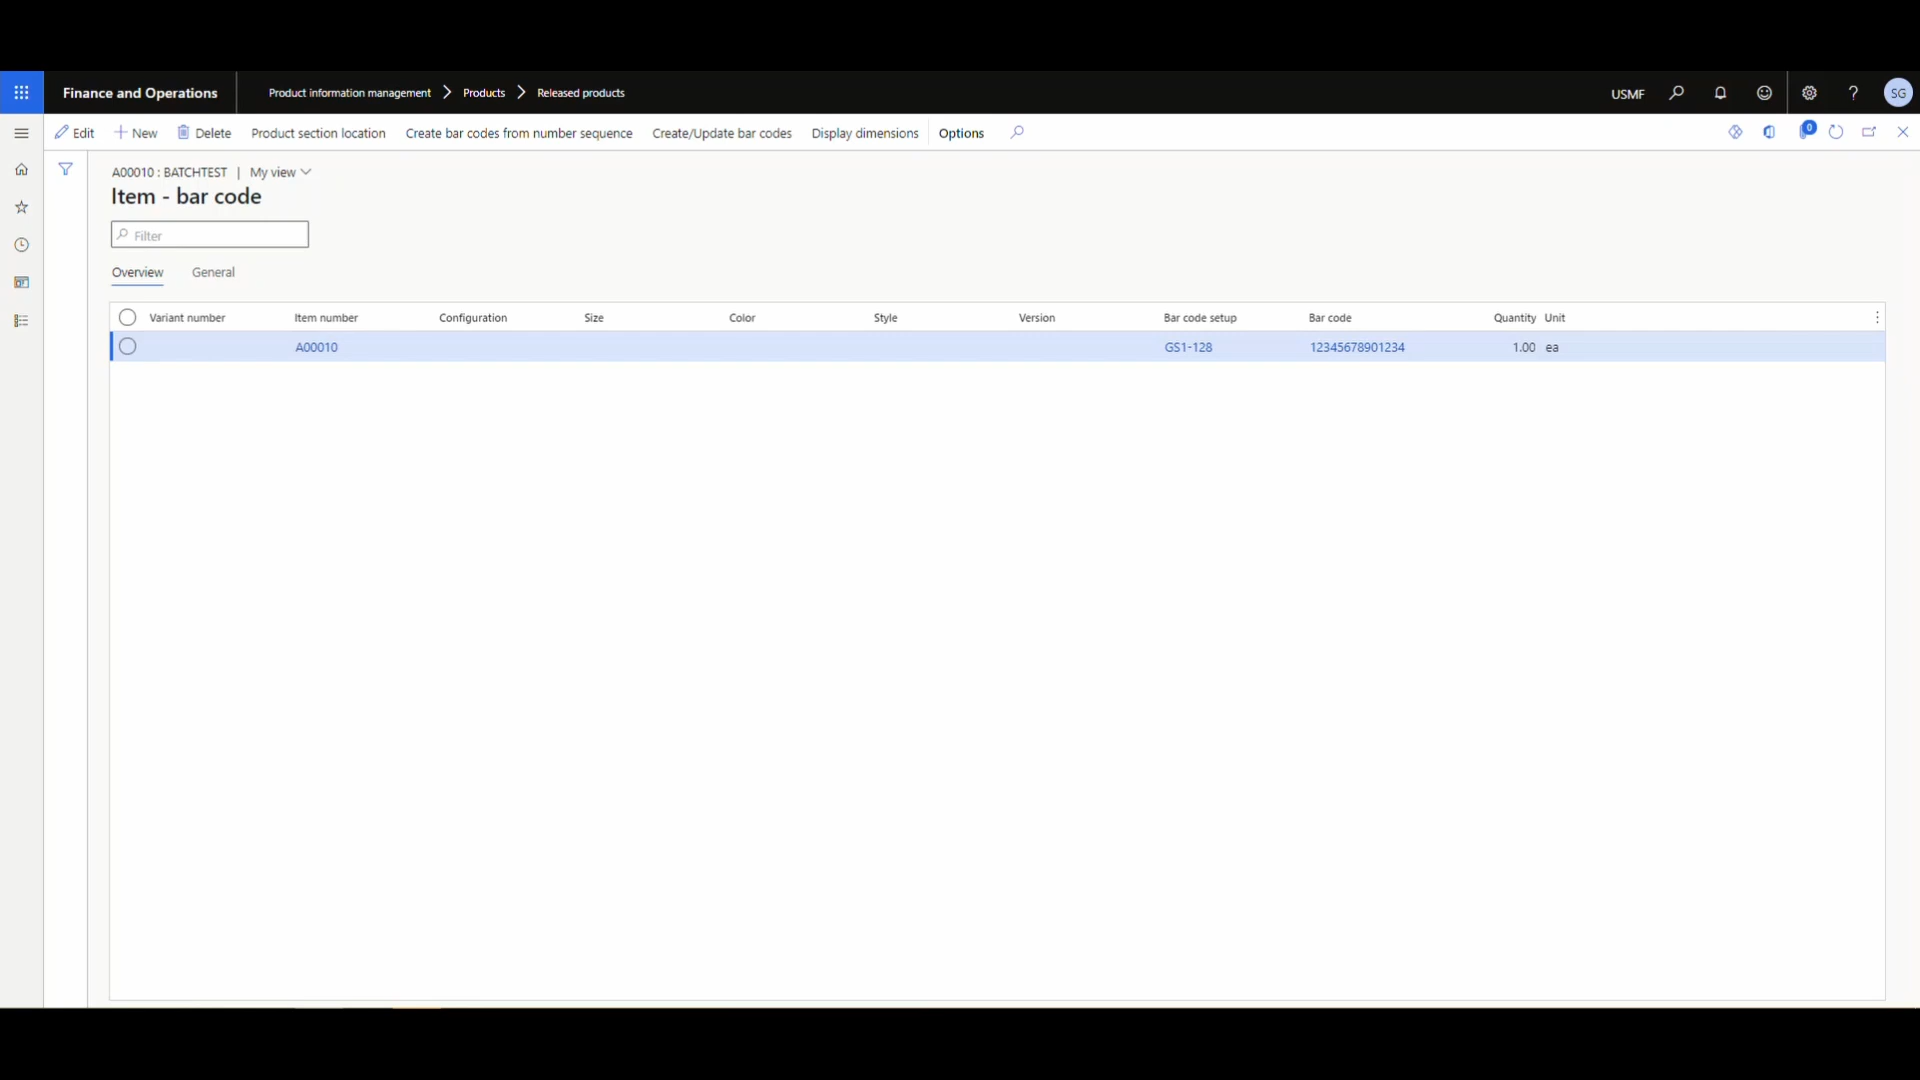 Finance and Operations Product information management Products Released products USMF ? SG
Edit New Delete Product section location Create bar codes from number sequence Create/Update bar codes Display dimensions Options 0
A00010 : BATCHTEST | My view
Item - bar code
Filter
Overview General
Variant number Item number Configuration Size Color Style Version Bar code setup Bar code Quantity Unit
A00010 GS1-128 12345678901234 1.00 ea